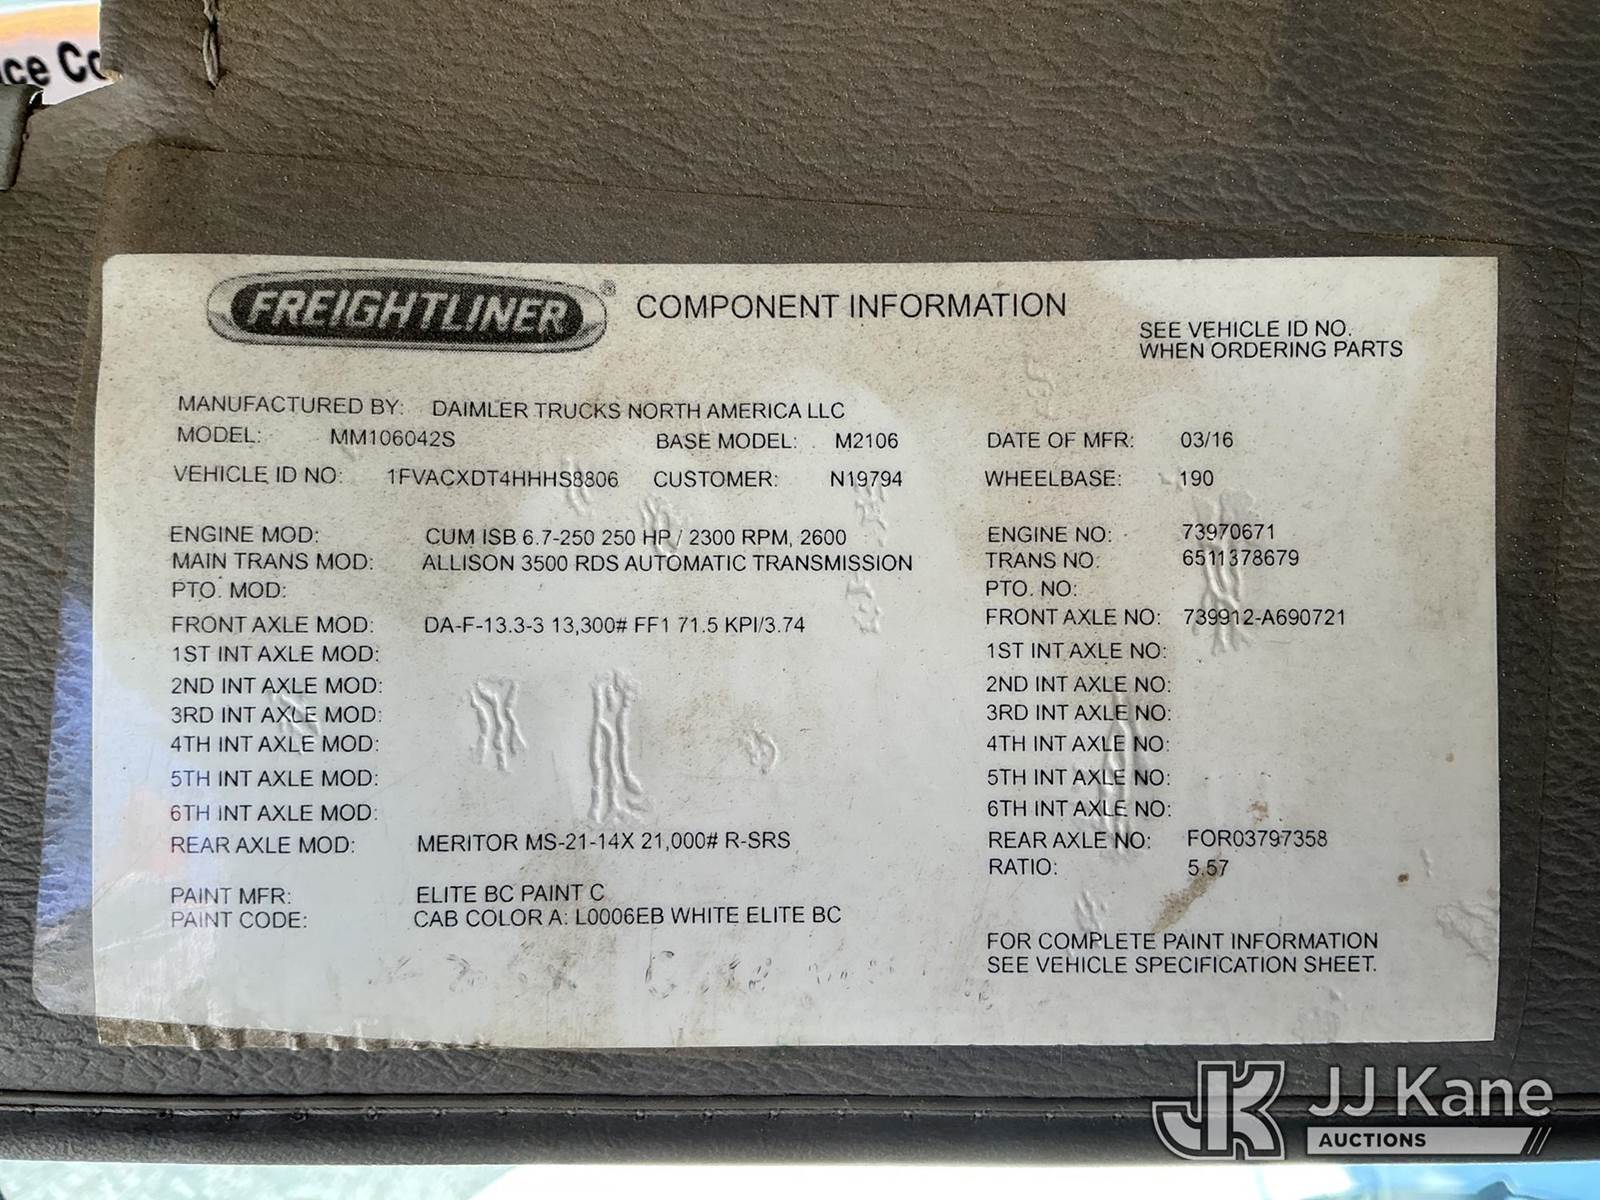 ce Co
FREIGHTLINER® COMPONENT INFORMATION
SEE VEHICLE ID NO.
WHEN ORDERING PARTS
MANUFACTURED BY: DAIMLER TRUCKS NORTH AMERICA LLC
MODEL: MM106042S BASE MODEL: M2106 DATE OF MFR: 03/16
VEHICLE ID NO: 1FVACXDT4HHHS8806 CUSTOMER: N19794 WHEELBASE: 190
ENGINE MOD: CUM ISB 6.7-250 250 HP / 2300 RPM, 2600 ENGINE NO: 73970671
MAIN TRANS MOD: ALLISON 3500 RDS AUTOMATIC TRANSMISSION TRANS NO: 6511378679
PTO. MOD: PTO. NO:
FRONT AXLE MOD: DA-F-13.3-3 13,300# FF1 71.5 KPI/3.74 FRONT AXLE NO: 739912-A690721
1ST INT AXLE MOD: 1ST INT AXLE NO:
2ND INT AXLE MOD: 2ND INT AXLE NO:
3RD INT AXLE MOD: 3RD INT AXLE NO:
4TH INT AXLE MOD: 4TH INT AXLE NO:
5TH INT AXLE MOD: 5TH INT AXLE NO:
6TH INT AXLE MOD: 6TH INT AXLE NO:
REAR AXLE MOD: MERITOR MS-21-14X 21,000# R-SRS REAR AXLE NO: FOR03797358
RATIO: 5.57
PAINT MFR: ELITE BC PAINT C
PAINT CODE: CAB COLOR A: L0006EB WHITE ELITE BC
FOR COMPLETE PAINT INFORMATION
SEE VEHICLE SPECIFICATION SHEET.
JK JJ Kane
AUCTIONS